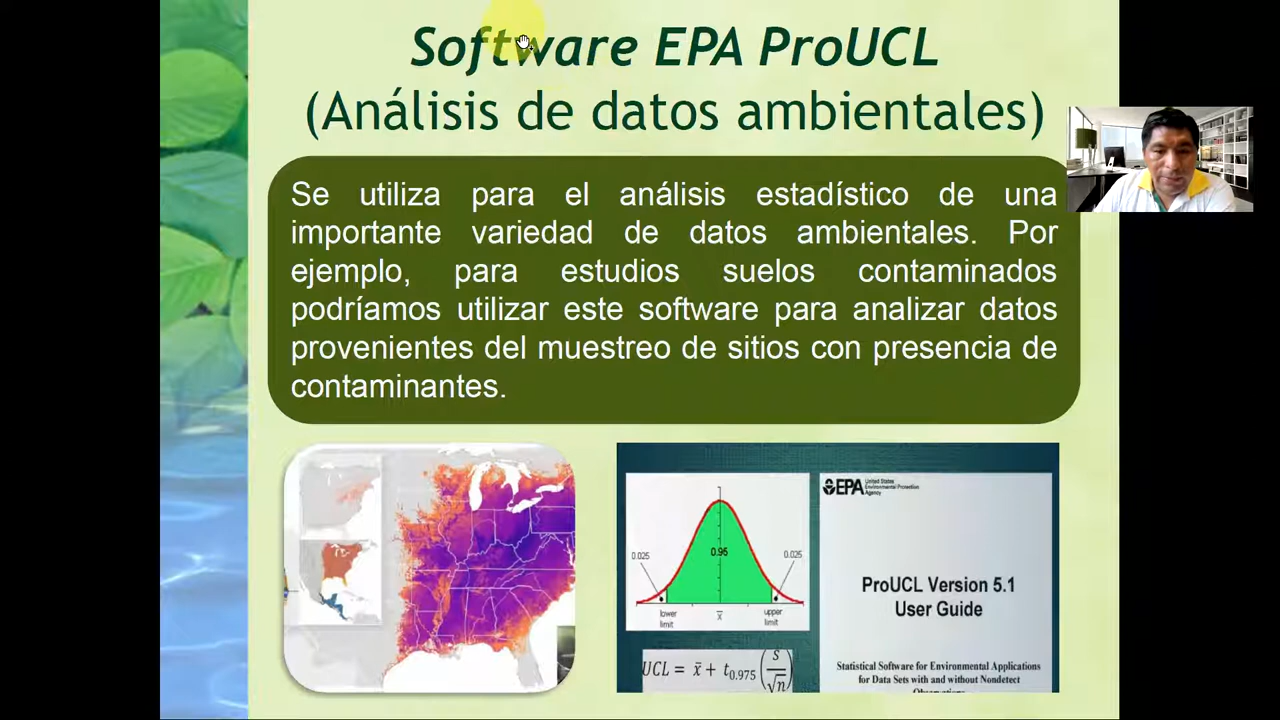 Software EPA ProUCL
(Análisis de datos ambientales)
Se utiliza para el análisis estadístico de una
importante variedad de datos ambientales. Por
ejemplo, para estudios suelos contaminados
podríamos utilizar este software para analizar datos
provenientes del muestreo de sitios con presencia de
contaminantes.
0.025
0.95
0.025
lower
limit
x̄
upper
limit
UCL = x̄ + t0.975 (s/√n)
EPA United States
Environmental Protection
Agency
ProUCL Version 5.1
User Guide
Statistical Software for Environmental Applications
for Data Sets with and without Nondetect
Observations